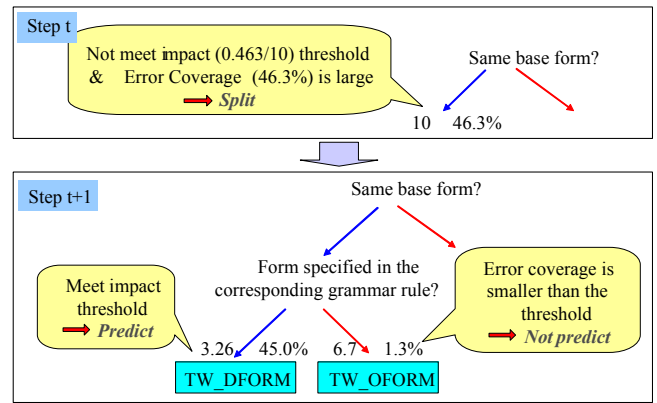 Step t
Not meet impact (0.463/10) threshold
& Error Coverage (46.3%) is large
Split
Same base form?
10 46.3%
Step t+1
Same base form?
Form specified in the
corresponding grammar rule?
Meet impact
threshold
Predict
Error coverage is
smaller than the
threshold
Not predict
3.26 45.0% 6.7 1.3%
TW_DFORM TW_OFORM